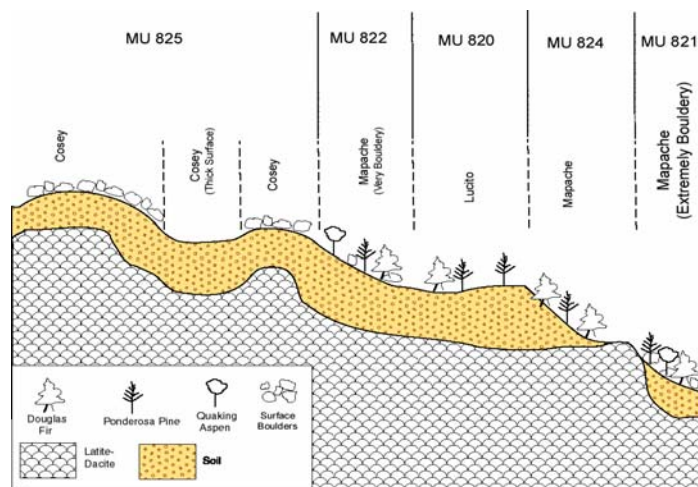 MU 825
MU 822
MU 820
MU 824
MU 821
Cosey
Cosey
(Thick Surface)
Cosey
Mapache
(Very Bouldery)
Lucito
Mapache
Mapache
(Extremely Bouldery)
Douglas
Fir
Ponderosa Pine
Quaking
Aspen
Surface
Boulders
Latite-
Dacite
Soil